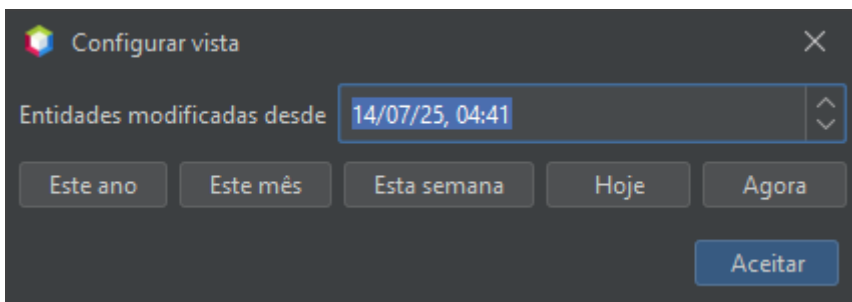 Configurar vista
Entidades modificadas desde 14/07/25, 04:41
Este ano Este mês Esta semana Hoje Agora
Aceitar